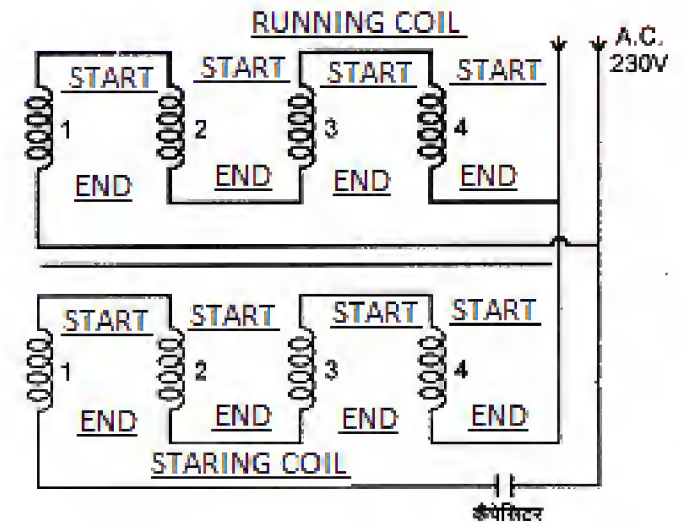 RUNNING COIL
A.C.
230V
START START START START
1 2 3 4
END END END END
START START START START
1 2 3 4
END END END END
STARING COIL
कैपेसिटर